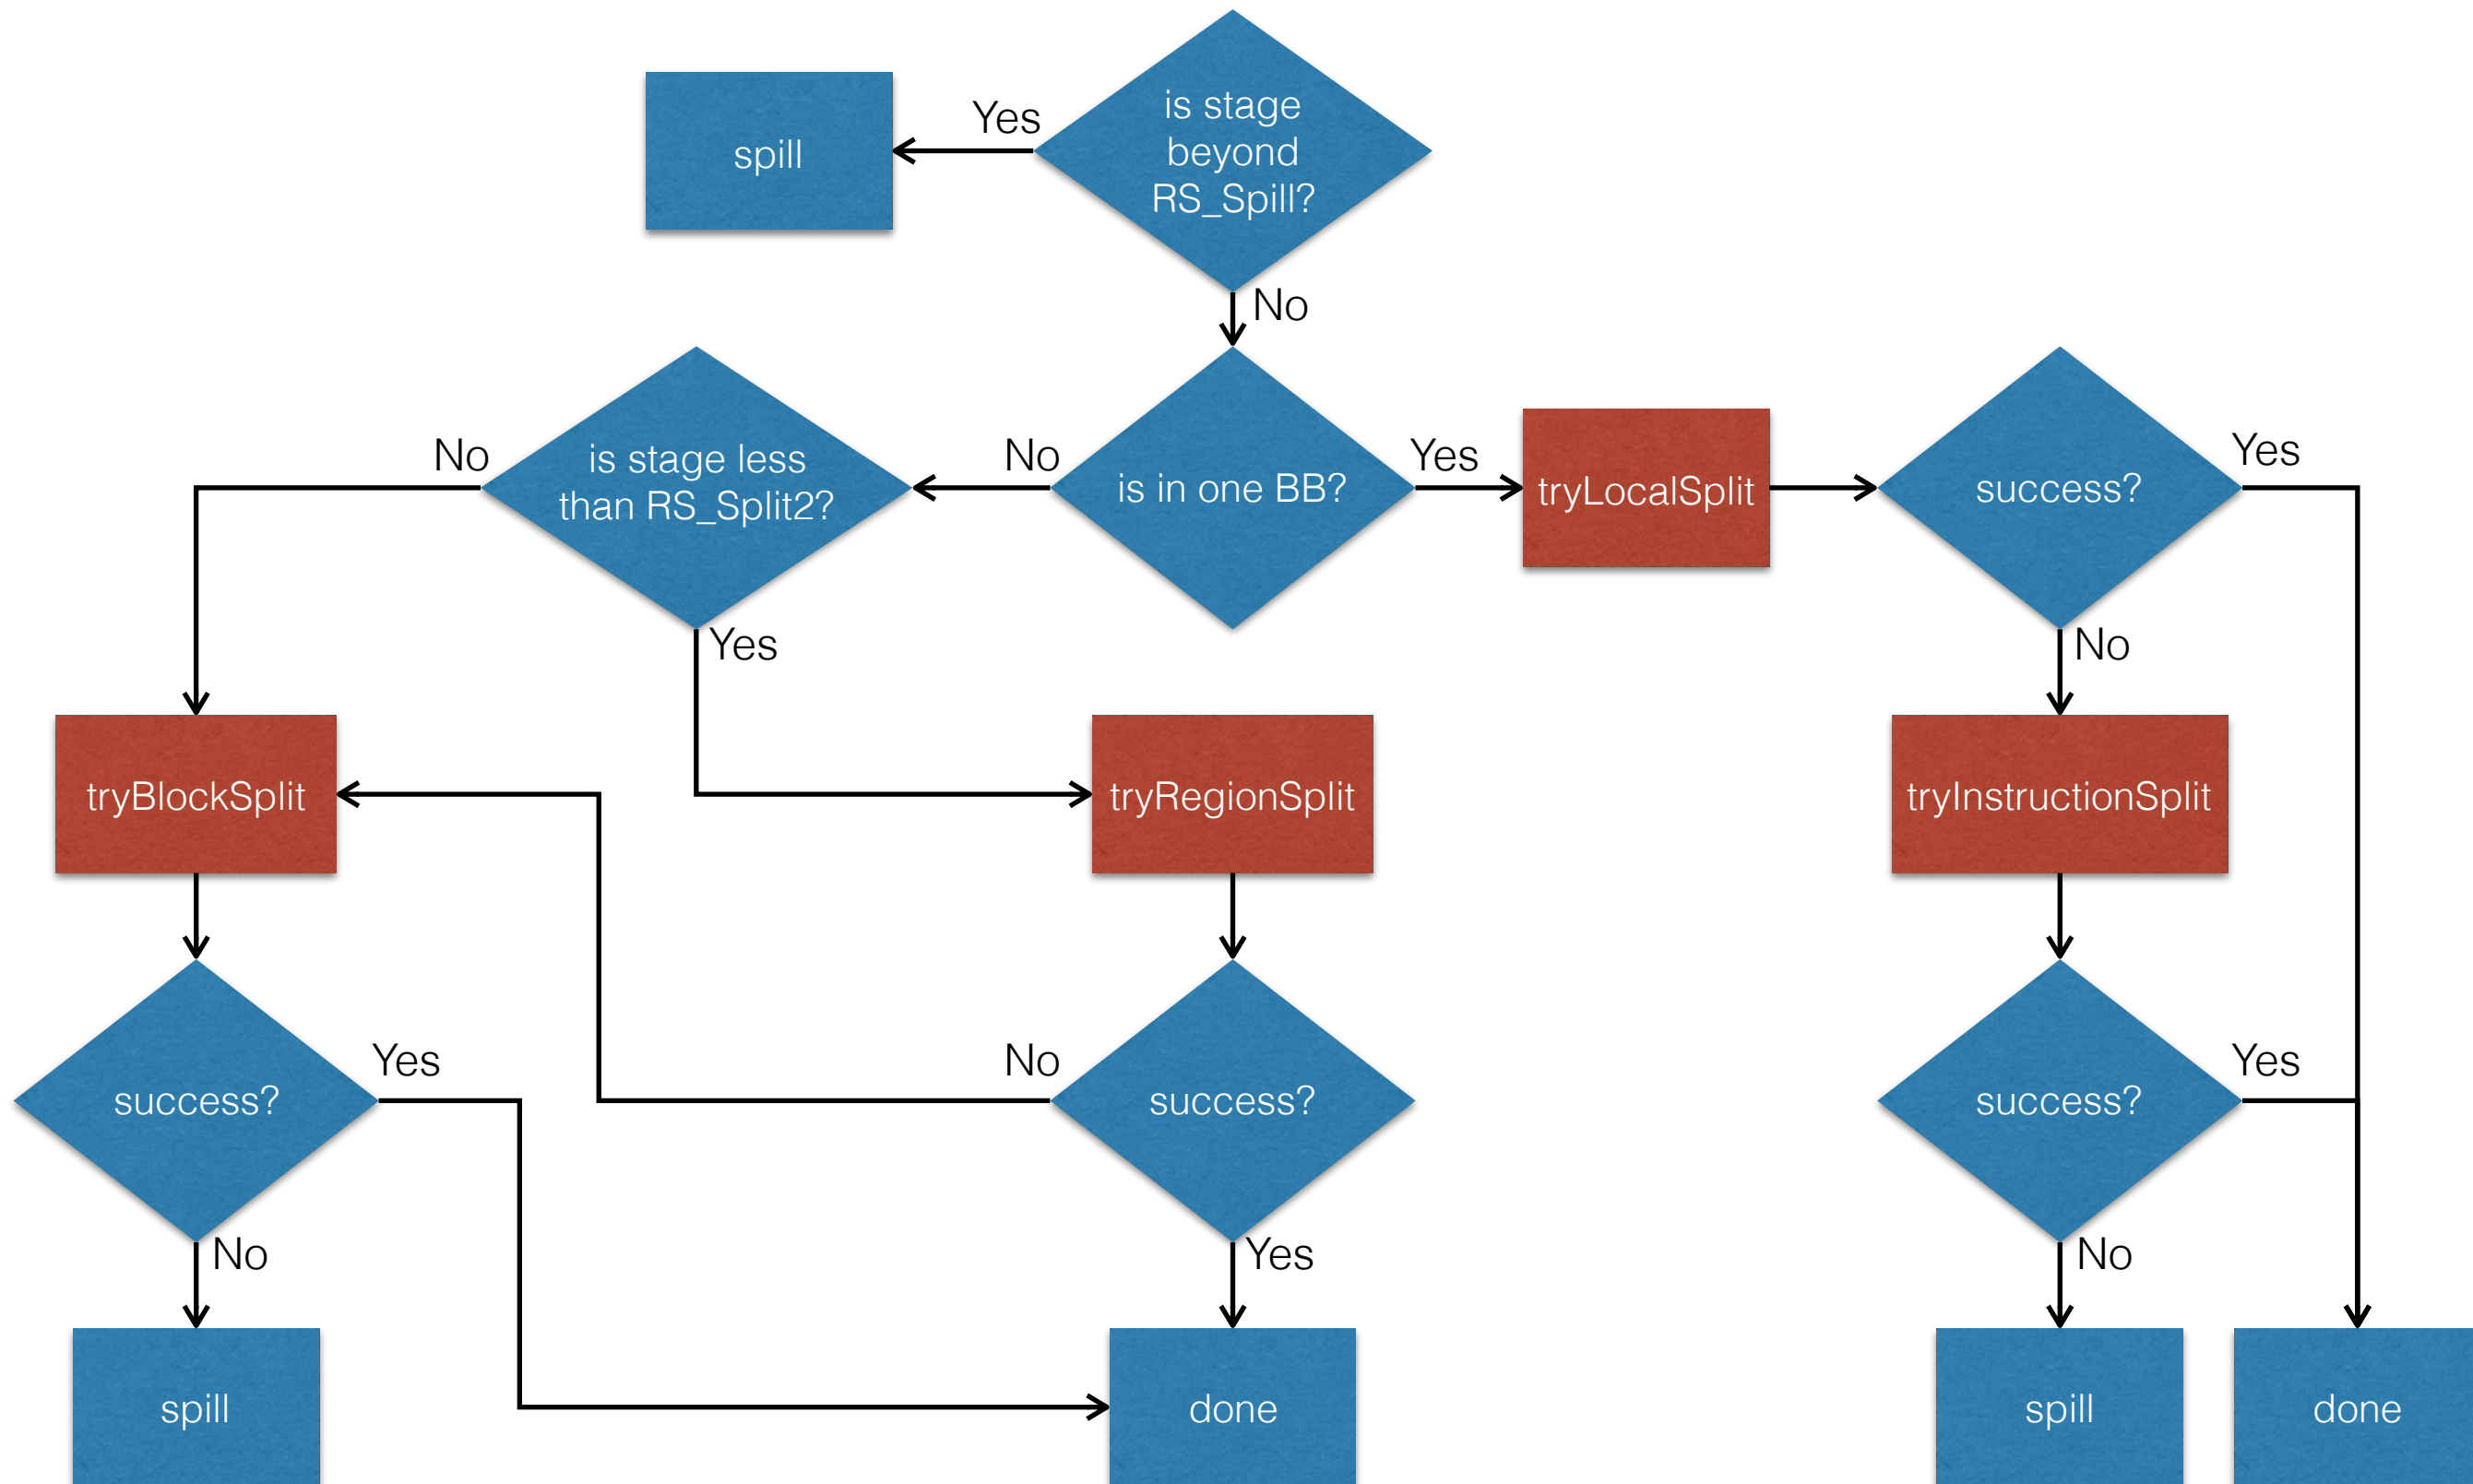 Yes
spill
is stage
beyond
RS_Spill?
No
No
is stage less
than RS_Split2?
No
is in one BB?
Yes
tryLocalSplit
success?
Yes
Yes
No
tryBlockSplit
tryRegionSplit
tryInstructionSplit
success?
Yes
No
success?
success?
Yes
No
Yes
No
spill
done
spill
done